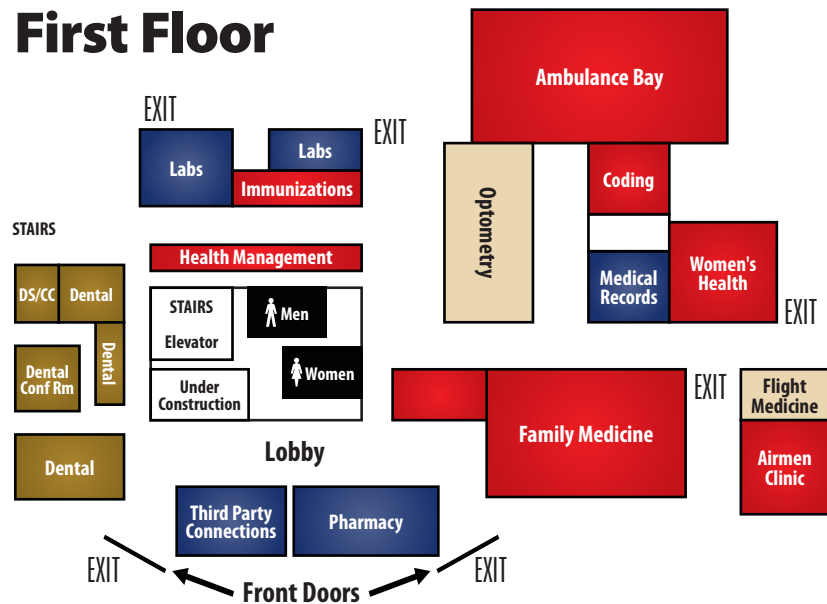 First Floor
Ambulance Bay
EXIT
EXIT
Labs
Labs
Immunizations
Coding
Optometry
STAIRS
Health Management
Medical
Records
Women's
Health
EXIT
DS/CC
Dental
Dental
STAIRS
Elevator
Men
Women
Dental
Conf Rm
Under
Construction
EXIT
Flight
Medicine
Family Medicine
Airmen
Clinic
Lobby
Dental
Third Party
Connections
Pharmacy
EXIT
Front Doors
EXIT